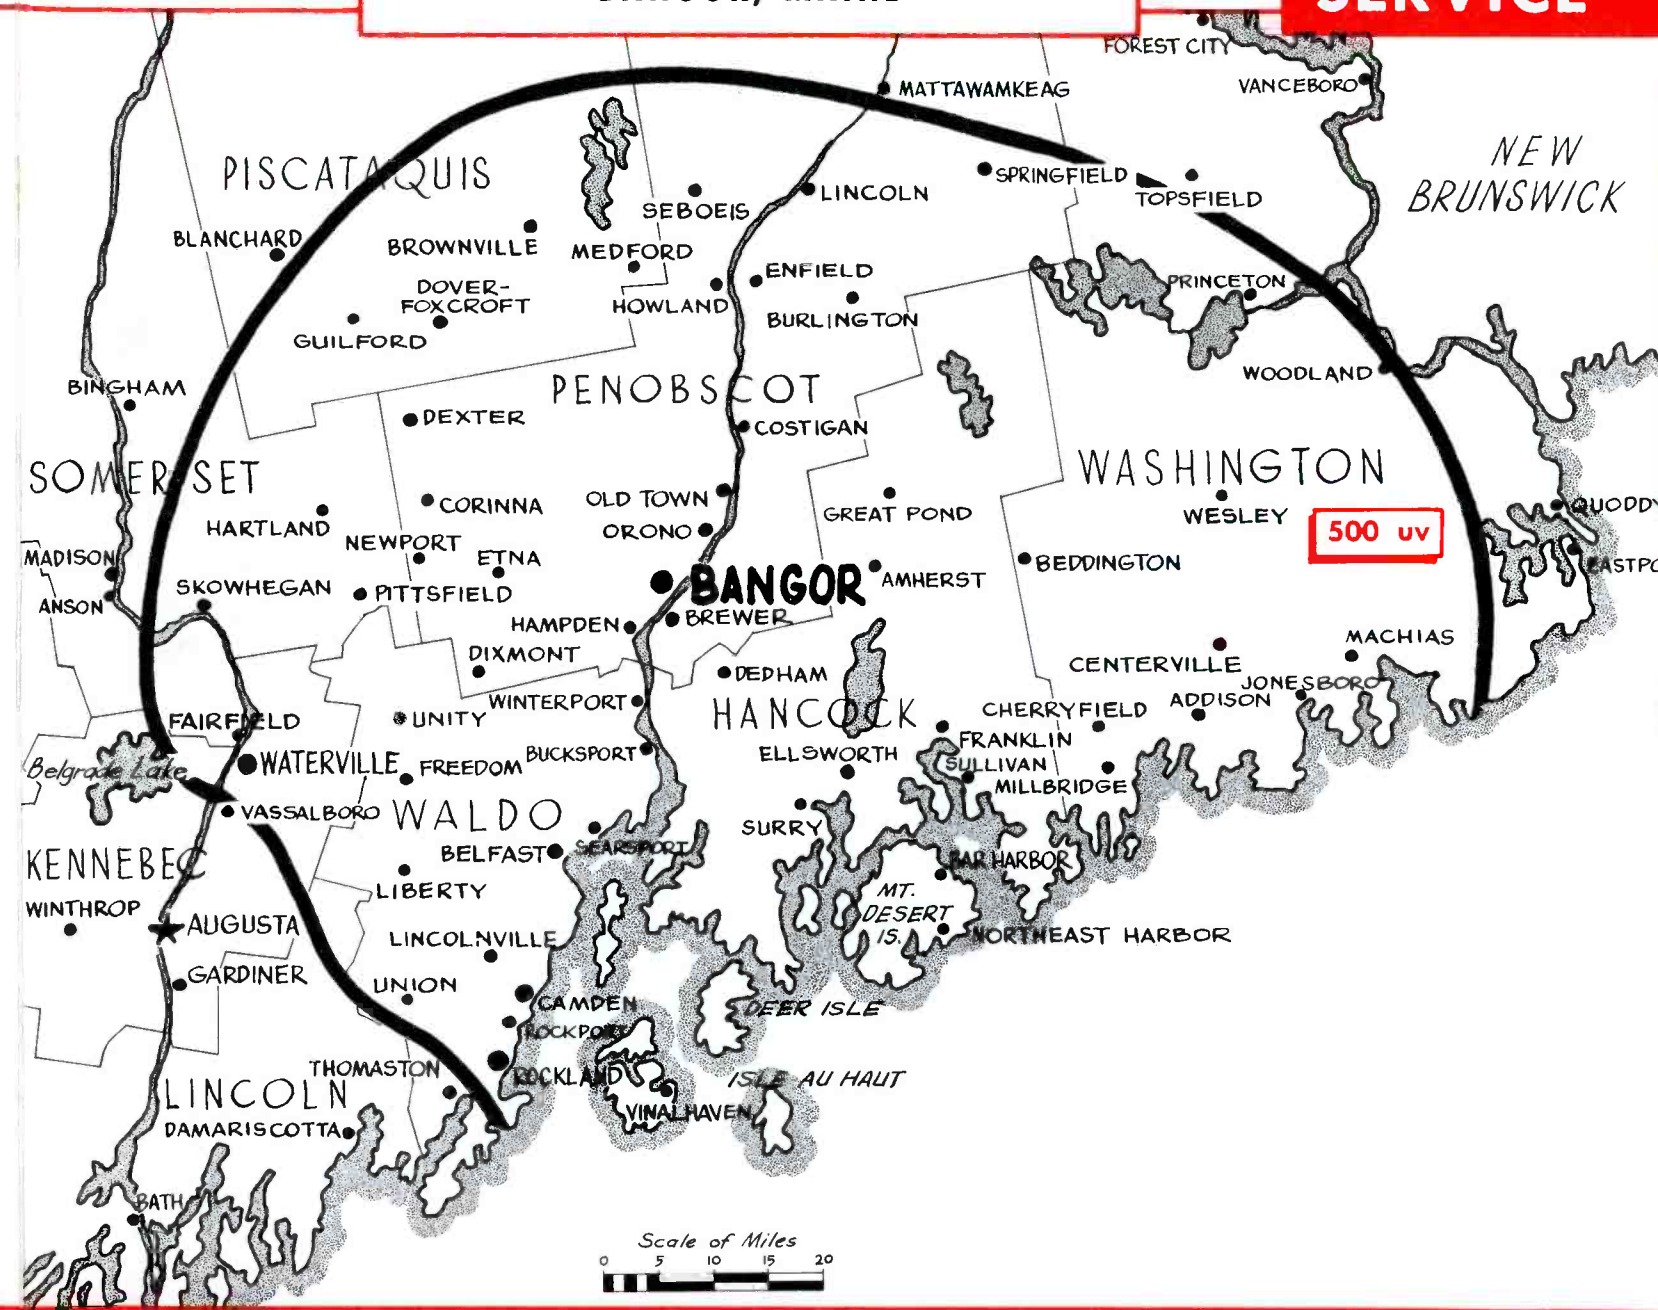 SERVICE
FOREST CITY
VANCEBORO
MATTAWAMKEAG
NEW
BRUNSWICK
PISCATAQUIS
SPRINGFIELD
TOPSFIELD
LINCOLN
SEBOEIS
BLANCHARD
BROWNVILLE
MEDFORD
ENFIELD
DOVER-
FOXCROFT
HOWLAND
PRINCETON
BURLINGTON
GUILFORD
WOODLAND
BINGHAM
PENOBSCOT
DEXTER
COSTIGAN
SOMERSET
WASHINGTON
CORINNA
OLD TOWN
HARTLAND
GREAT POND
WESLEY
QUODDY
ORONO
500 uv
NEWPORT
ETNA
MADISON
BEDDINGTON
EASTPO
SKOWHEGAN
PITTSFIELD
BANGOR
AMHERST
ANSON
HAMPDEN
BREWER
MACHIAS
DIXMONT
CENTERVILLE
DEDHAM
JONESBORO
WINTERPORT
ADDISON
FAIRFIELD
UNITY
HANCOCK
CHERRYFIELD
FRANKLIN
BUCKSPORT
ELLSWORTH
Belgrade Lake
WATERVILLE
FREEDOM
SULLIVAN
MILLBRIDGE
VASSALBORO
WALDO
SURRY
BELFAST
SEARSPORT
KENNEBEC
BAR HARBOR
LIBERTY
MT.
DESERT
IS.
WINTHROP
AUGUSTA
LINCOLNVILLE
NORTHEAST HARBOR
GARDINER
UNION
CAMDEN
DEER ISLE
ROCKPORT
THOMASTON
ROCKLAND
ISLE AU HAUT
LINCOLN
VINALHAVEN
DAMARISCOTTA
BATH
Scale of Miles
0 5 10 15 20